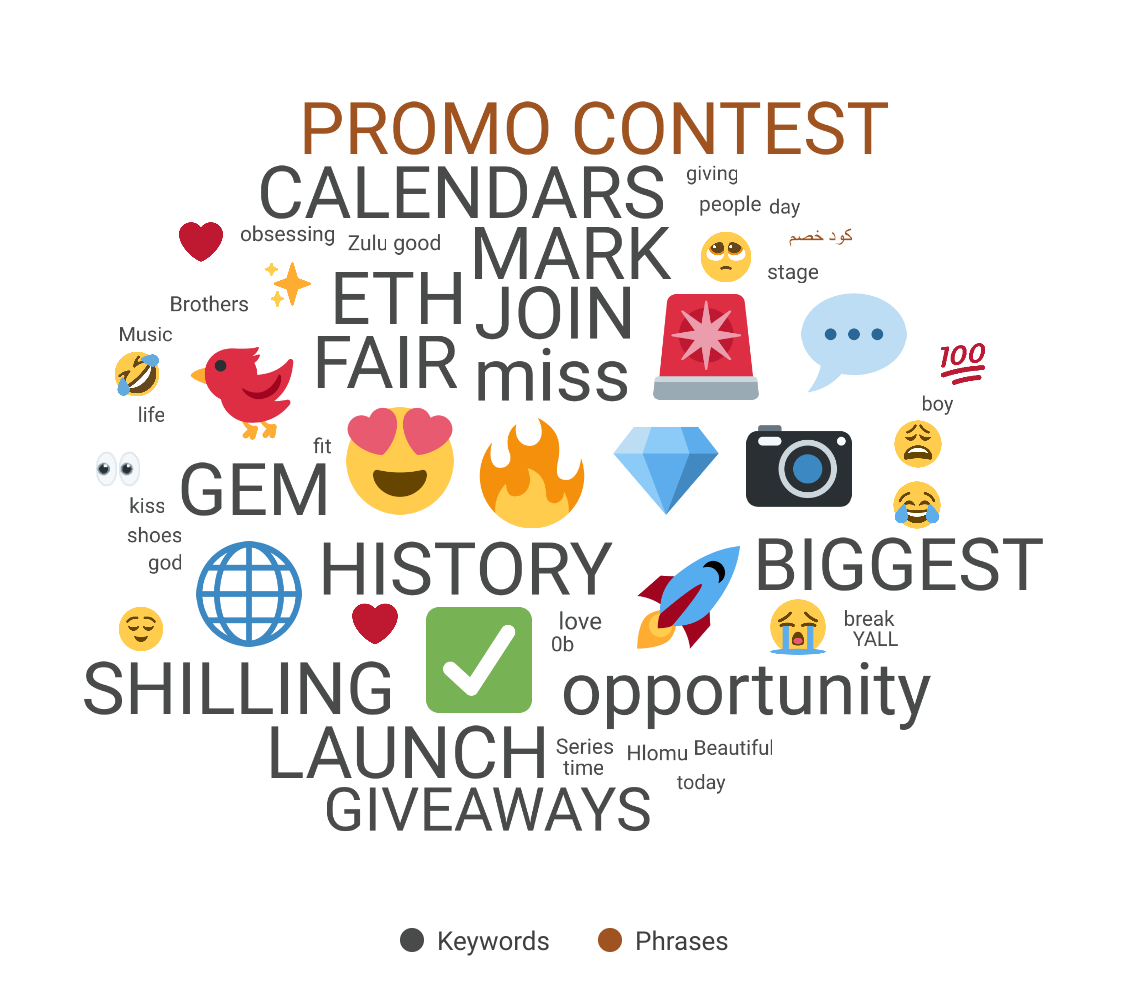 PROMO CONTEST
CALENDARS
giving
people day
obsessing
Zulu good
MARK
كود خصم
stage
ETH
JOIN
Brothers
Music
FAIR
miss
100
life
boy
fit
GEM
kiss
shoes
god
HISTORY
BIGGEST
love
0b
break
YALL
SHILLING
opportunity
LAUNCH
Series
time
Hlomu Beautiful
today
GIVEAWAYS
Keywords
Phrases